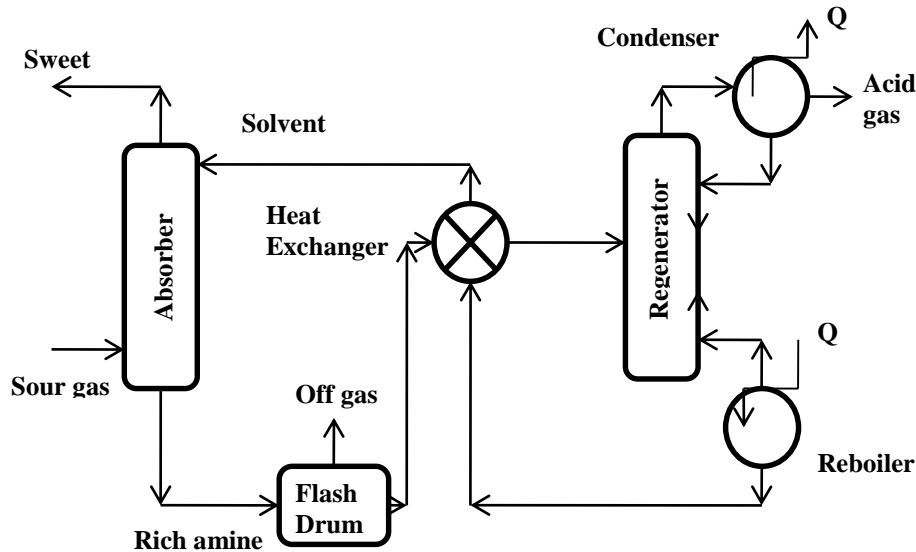 Q
Condenser
Sweet
Acid
gas
Solvent
Absorber
Heat
Exchanger
Regenerator
Q
Sour gas
Off gas
Reboiler
Flash
Drum
Rich amine